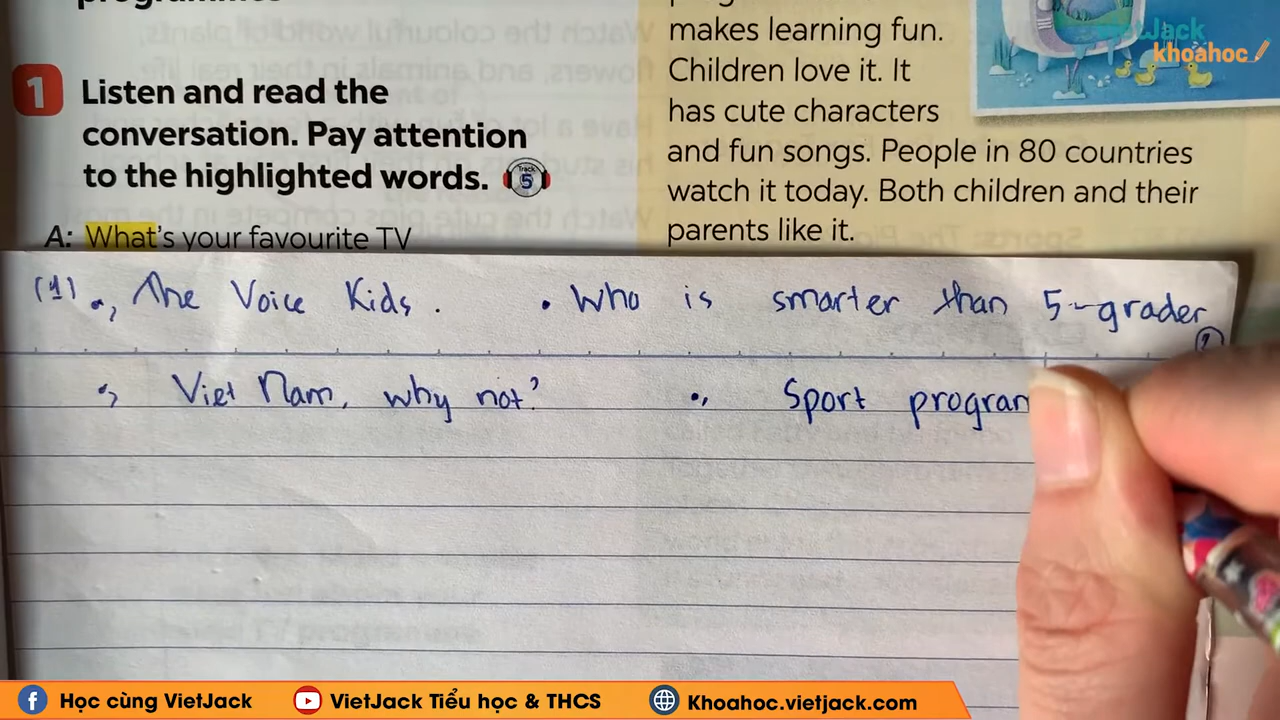 1 Listen and read the
conversation. Pay attention
to the highlighted words.
Track
5
A: What's your favourite TV
makes learning fun.
Children love it. It
has cute characters
and fun songs. People in 80 countries
watch it today. Both children and their
parents like it.
VietJack
khoahoc
(1) The Voice Kids. • Who is smarter than 5-grader
Viet Nam, why not? Sport program
Học cùng VietJack VietJack Tiểu học & THCS Khoahoc.vietjack.com